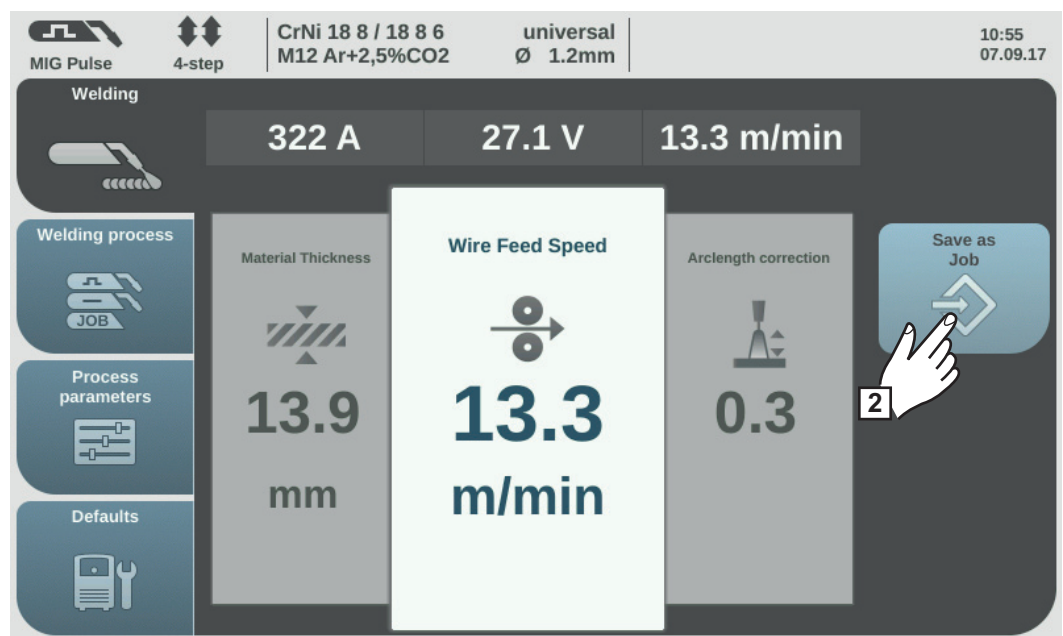 MIG Pulse
4-step
CrNi 18 8 / 18 8 6 universal
M12 Ar+2,5%CO2 Ø 1.2mm
10:55
07.09.17
Welding
322 A
27.1 V
13.3 m/min
Welding process
JOB
Process
parameters
Defaults
Material Thickness
13.9
mm
Wire Feed Speed
13.3
m/min
Arclength correction
0.3
Save as
Job
2